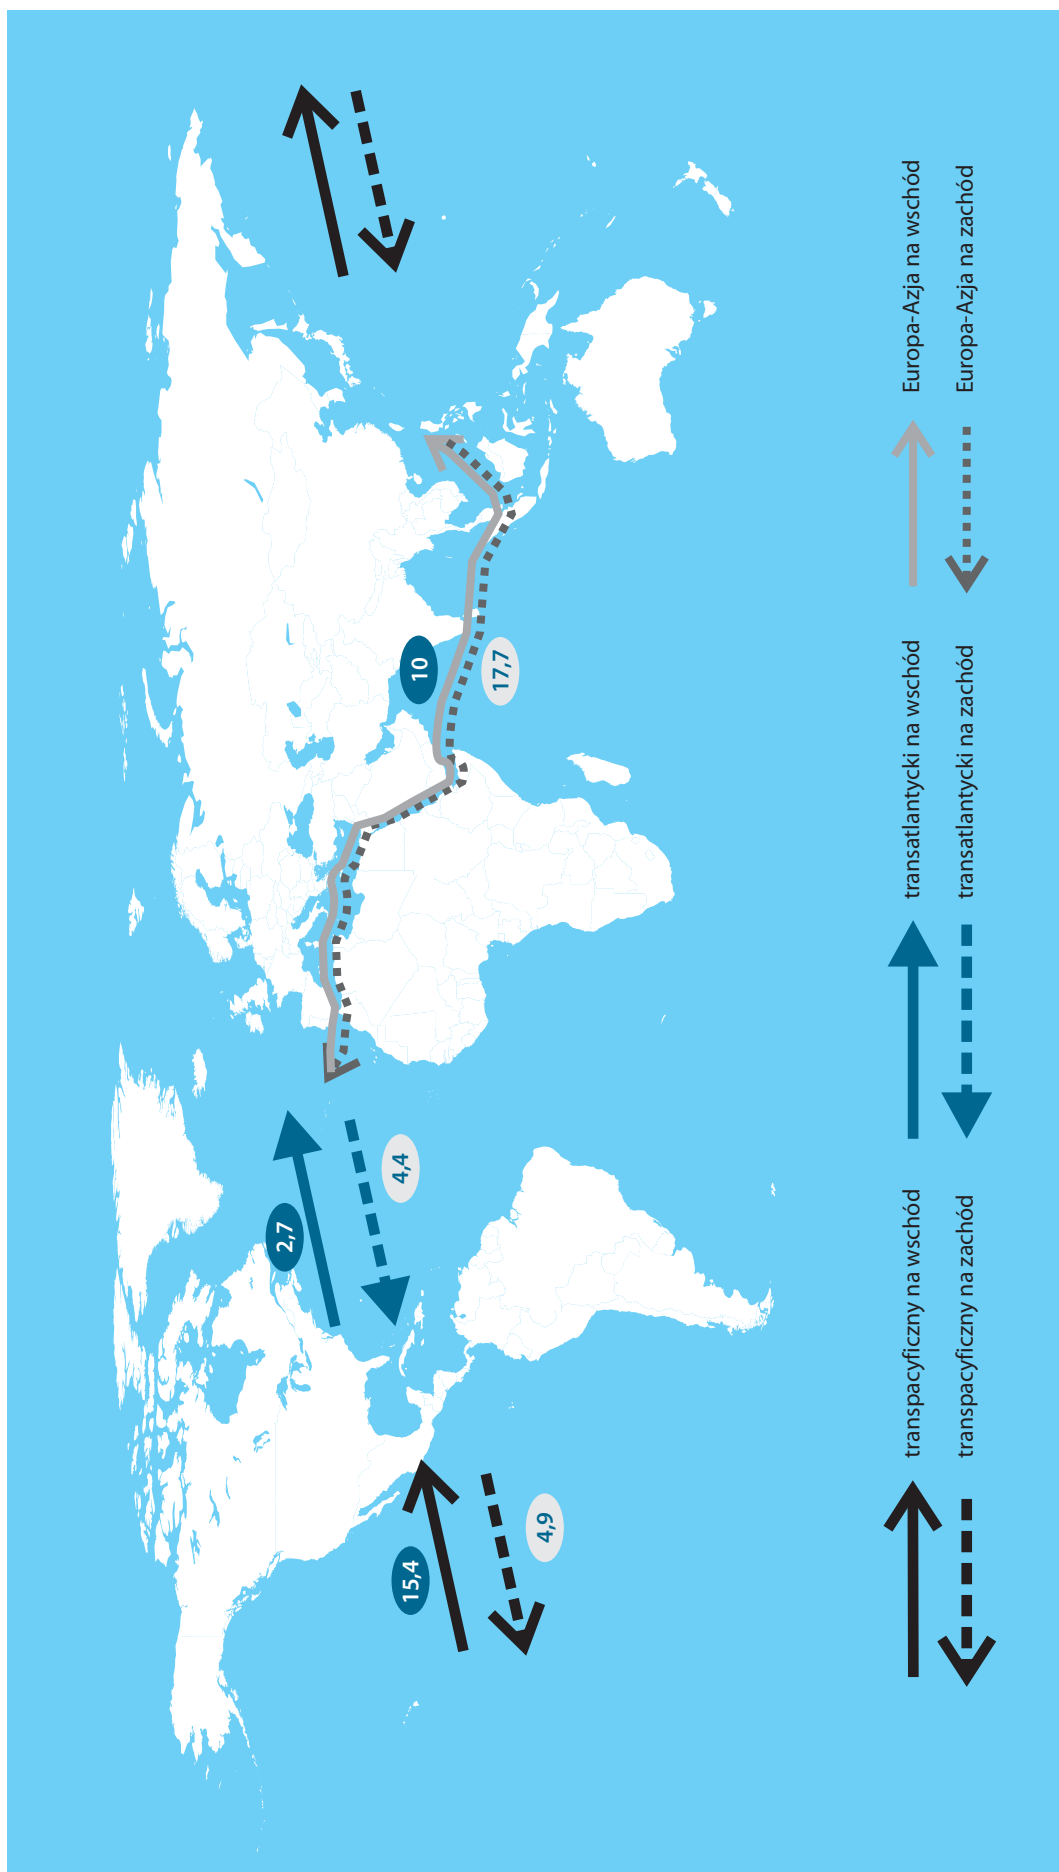 10
17,7
2,7
4,4
15,4
4,9
transpacyficzny na wschód
transpacyficzny na zachód
transatlantycki na wschód
transatlantycki na zachód
Europa-Azja na wschód
Europa-Azja na zachód